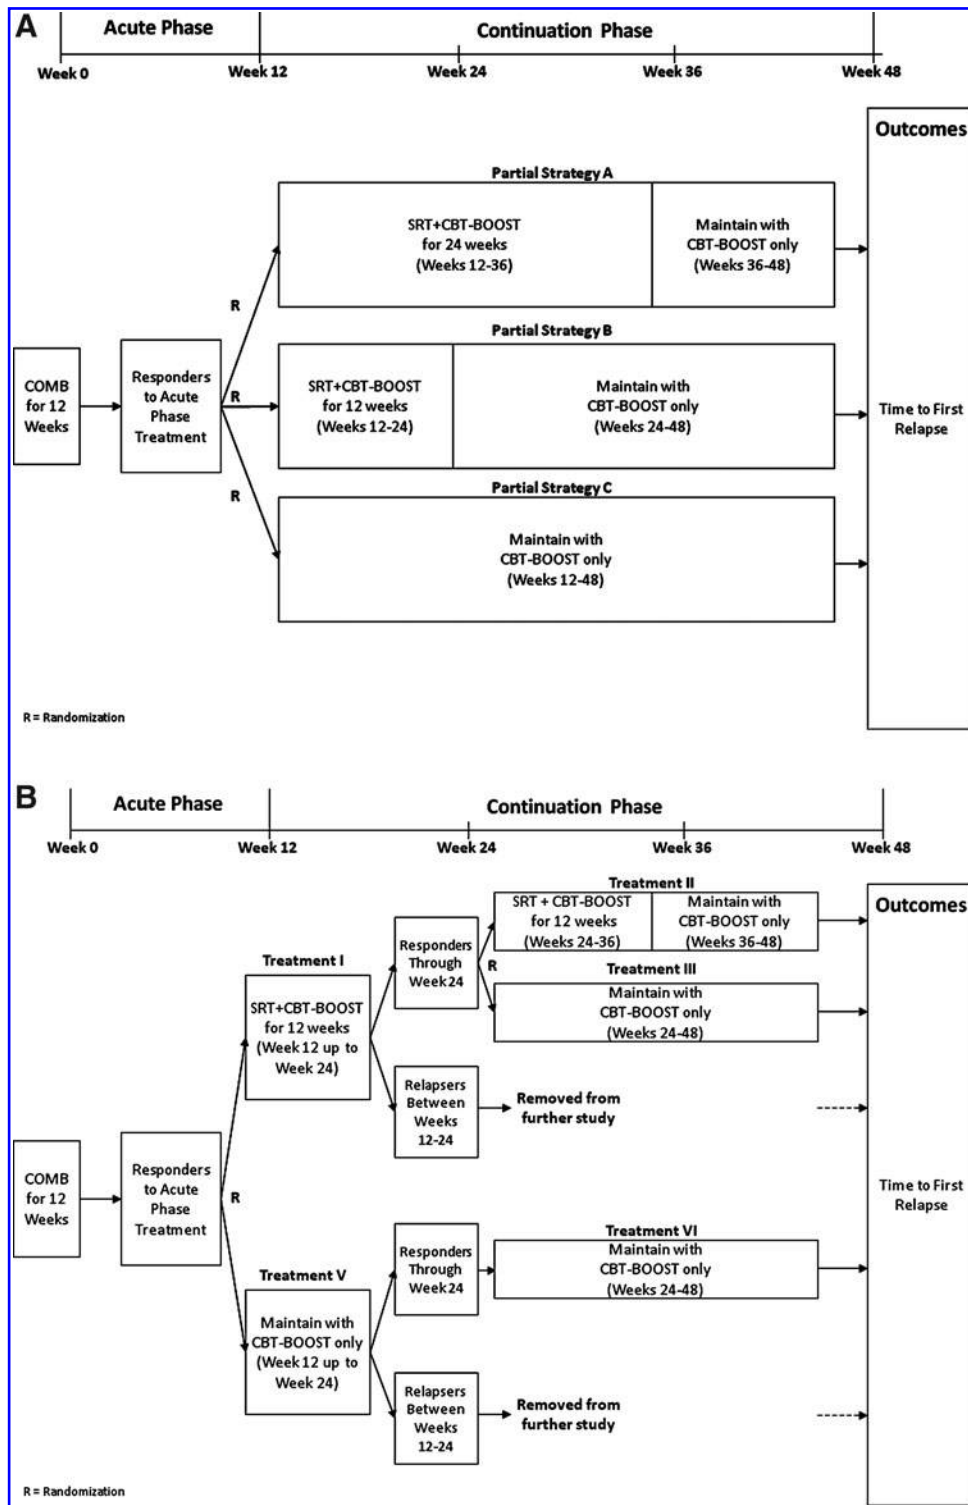 A
Acute Phase
Continuation Phase
Week 0
Week 12
Week 24
Week 36
Week 48
Outcomes
Partial Strategy A
SRT+CBT-BOOST
for 24 weeks
(Weeks 12-36)
Maintain with
CBT-BOOST only
(Weeks 36-48)
R
Partial Strategy B
COMB
for 12
Weeks
Responders
to Acute
Phase
Treatment
R
SRT+CBT-BOOST
for 12 weeks
(Weeks 12-24)
Maintain with
CBT-BOOST only
(Weeks 24-48)
Time to First
Relapse
R
Partial Strategy C
Maintain with
CBT-BOOST only
(Weeks 12-48)
R = Randomization
B
Acute Phase
Continuation Phase
Week 0
Week 12
Week 24
Week 36
Week 48
Outcomes
Treatment II
SRT + CBT-BOOST
for 12 weeks
(Weeks 24-36)
Maintain with
CBT-BOOST only
(Weeks 36-48)
Responders
Through
Week 24
R
Treatment I
SRT+CBT-BOOST
for 12 weeks
(Week 12 up to
Week 24)
Treatment III
Maintain with
CBT-BOOST only
(Weeks 24-48)
Relapsers
Between
Weeks
12-24
Removed from
further study
COMB
for 12
Weeks
Responders
to Acute
Phase
Treatment
R
Time to First
Relapse
Treatment V
Maintain with
CBT-BOOST only
(Week 12 up to
Week 24)
Responders
Through
Week 24
Treatment VI
Maintain with
CBT-BOOST only
(Weeks 24-48)
Relapsers
Between
Weeks
12-24
Removed from
further study
R = Randomization